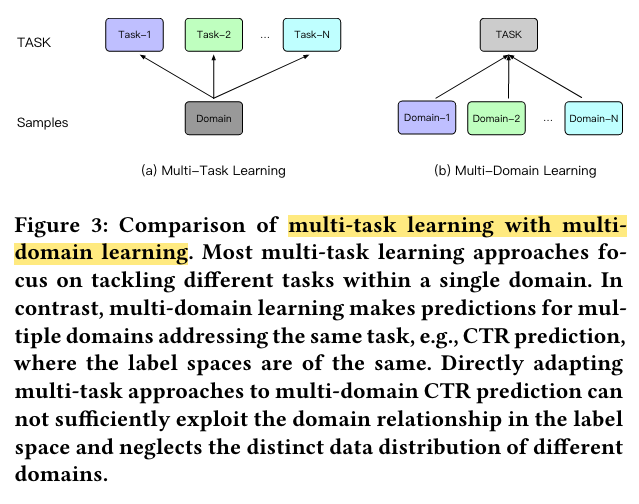 TASK
Task-1
Task-2
...
Task-N
TASK
Samples
Domain
Domain-1
Domain-2
...
Domain-N
(a) Multi-Task Learning
(b) Multi-Domain Learning
Figure 3: Comparison of multi-task learning with multi-
domain learning. Most multi-task learning approaches fo-
cus on tackling different tasks within a single domain. In
contrast, multi-domain learning makes predictions for mul-
tiple domains addressing the same task, e.g., CTR prediction,
where the label spaces are of the same. Directly adapting
multi-task approaches to multi-domain CTR prediction can
not sufficiently exploit the domain relationship in the label
space and neglects the distinct data distribution of different
domains.